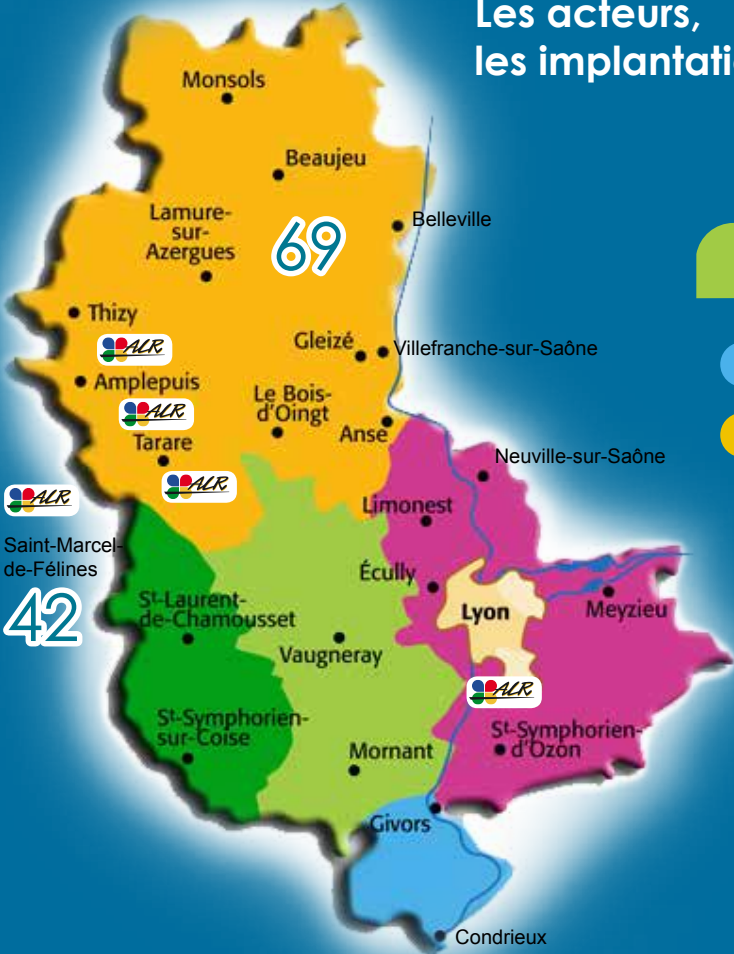 Les acteurs,
les implantati
Monsols
Beaujeu
Lamure-
sur-
Azergues
69
Belleville
Thizy
ALR
Gleizé
Villefranche-sur-Saône
Amplepuis
ALR
Le Bois-
d'Oingt
Anse
Tarare
ALR
Neuville-sur-Saône
ALR
Limonest
Saint-Marcel-
de-Félines
42
Écully
Lyon
Meyzieu
St-Laurent-
de-Chamousset
Vaugneray
ALR
St-Symphorien-
sur-Coise
St-Symphorien-
d'Ozon
Mornant
Givors
Condrieux